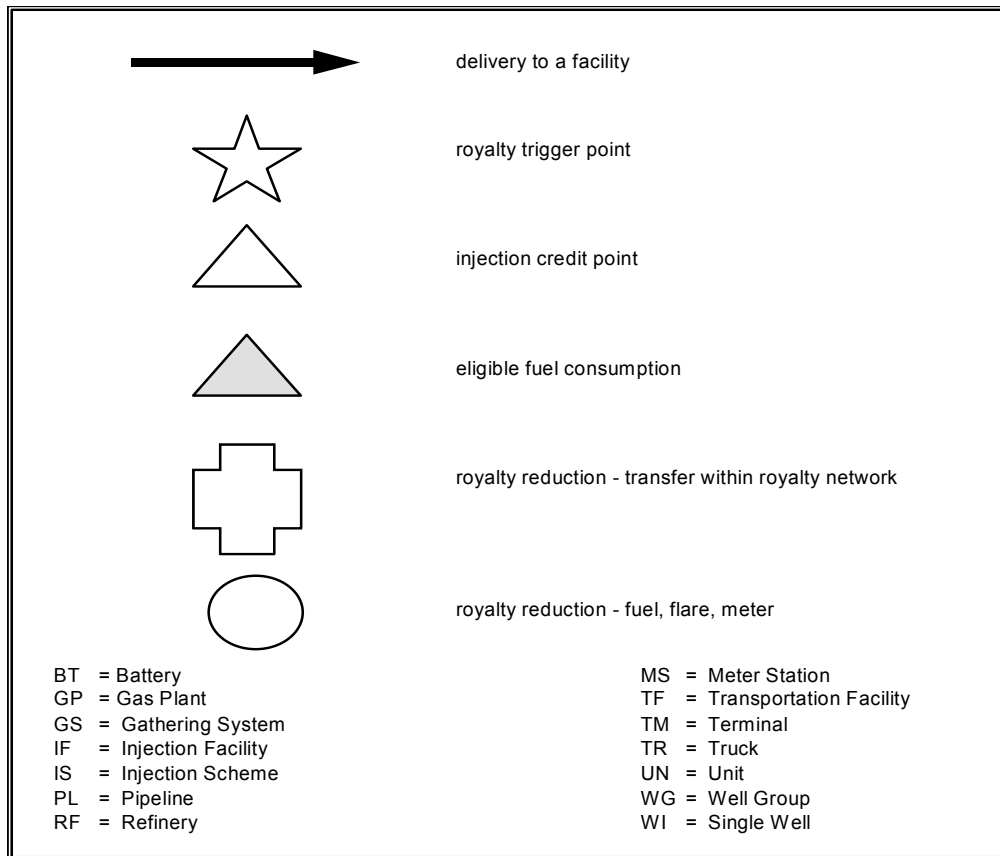 delivery to a facility
royalty trigger point
injection credit point
eligible fuel consumption
royalty reduction - transfer within royalty network
royalty reduction - fuel, flare, meter
BT = Battery
GP = Gas Plant
GS = Gathering System
IF = Injection Facility
IS = Injection Scheme
PL = Pipeline
RF = Refinery
MS = Meter Station
TF = Transportation Facility
TM = Terminal
TR = Truck
UN = Unit
WG = Well Group
WI = Single Well